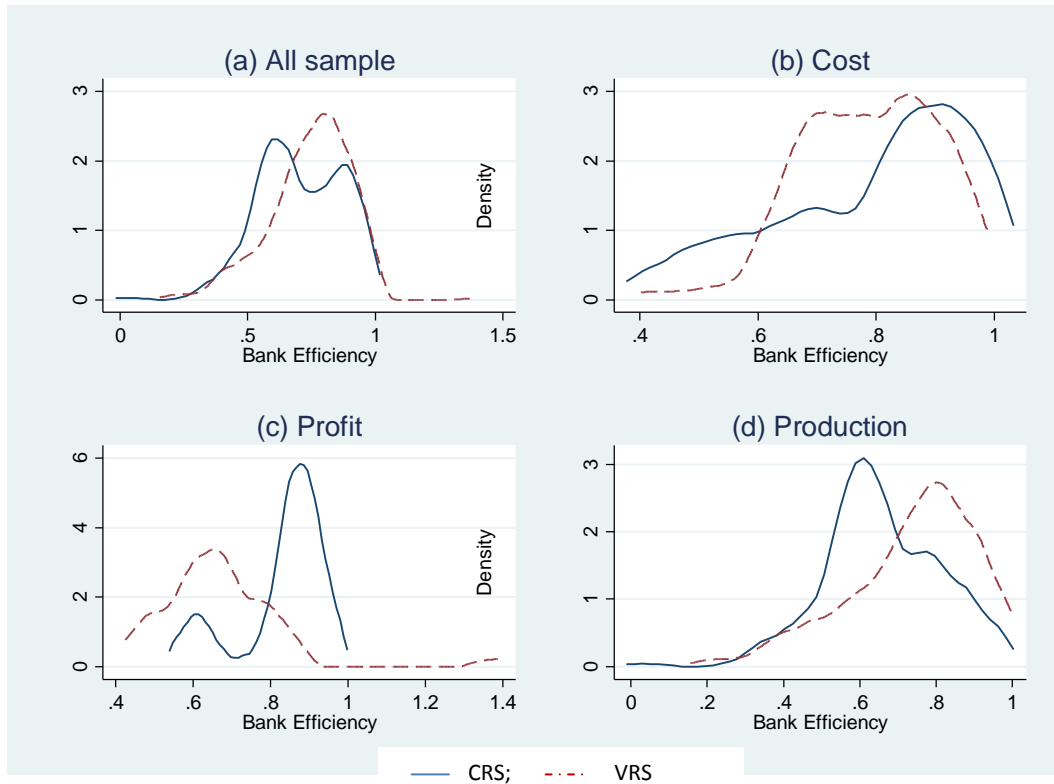 (a) All sample
3
2
1
0
0 .5 1 1.5
Bank Efficiency
(b) Cost
Density
3
2
1
0
.4 .6 .8 1
Bank Efficiency
(c) Profit
6
4
2
0
.4 .6 .8 1 1.2 1.4
Bank Efficiency
(d) Production
Density
3
2
1
0
0 .2 .4 .6 .8 1
Bank Efficiency
CRS; VRS